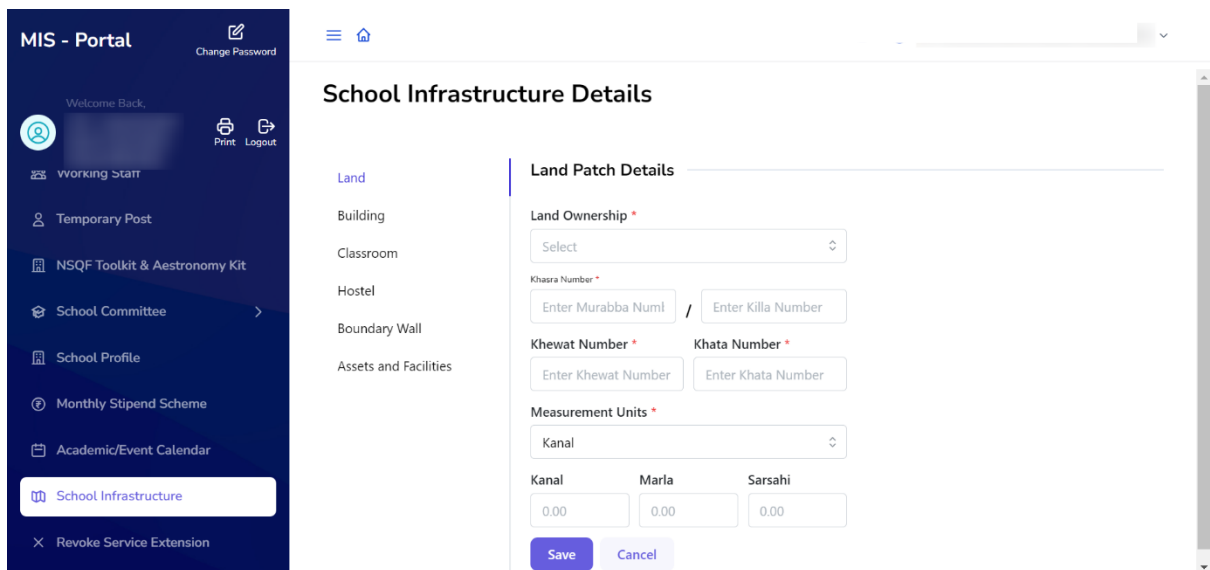 MIS - Portal
Change Password
Welcome Back,
Print Logout
Working Staff
Temporary Post
NSQF Toolkit & Aestronomy Kit
School Committee
School Profile
Monthly Stipend Scheme
Academic/Event Calendar
School Infrastructure
Revoke Service Extension
School Infrastructure Details
Land
Building
Classroom
Hostel
Boundary Wall
Assets and Facilities
Land Patch Details
Land Ownership *
Select
Khasra Number *
Enter Murabba Numl / Enter Killa Number
Khewat Number * Khata Number *
Enter Khewat Number Enter Khata Number
Measurement Units *
Kanal
Kanal Marla Sarsahi
0.00 0.00 0.00
Save Cancel